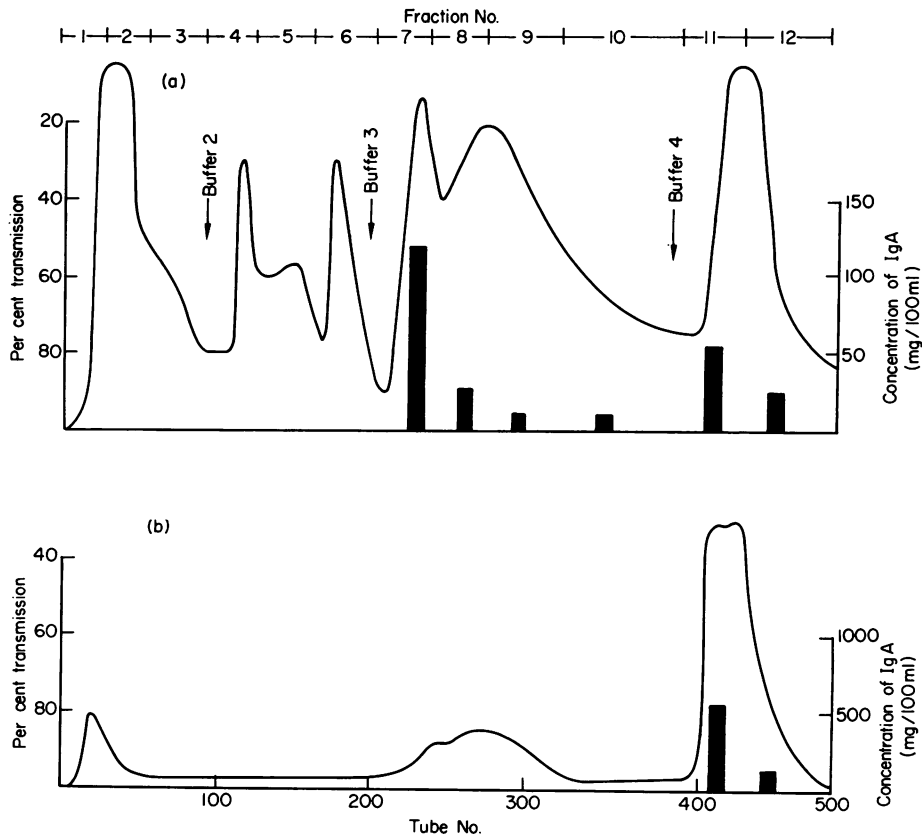 Fraction No.
1 2 3 4 5 6 7 8 9 10 11 12
(a)
Per cent transmission
20
40
60
80
Buffer 2
Buffer 3
Buffer 4
150
100
50
0
Concentration of IgA
(mg/100ml)
(b)
Per cent transmission
40
60
80
1000
500
0
Concentration of IgA
(mg/100ml)
100 200 300 400 500
Tube No.